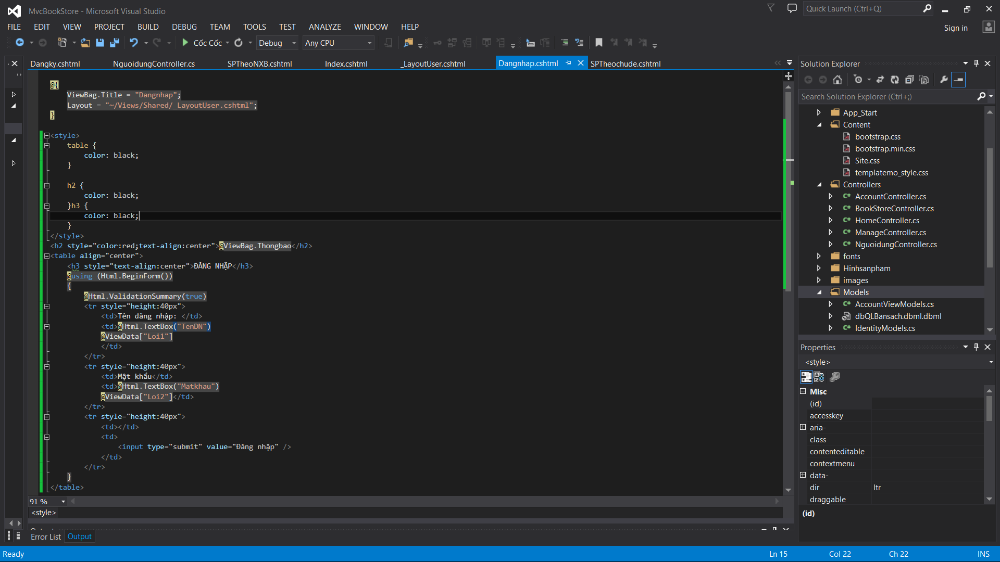 MvcBookStore - Microsoft Visual Studio
Quick Launch (Ctrl+Q)
FILE EDIT VIEW PROJECT BUILD DEBUG TEAM TOOLS TEST ANALYZE WINDOW HELP
Sign in
Cốc Cốc Debug Any CPU
Dangky.cshtml NguoidungController.cs SPTheoNXB.cshtml Index.cshtml _LayoutUser.cshtml Dangnhap.cshtml SPTheochude.cshtml
@{
ViewBag.Title = "Dangnhap";
Layout = "~/Views/Shared/_LayoutUser.cshtml";
}
<style>
table {
color: black;
}
h2 {
color: black;
}h3 {
color: black;
}
</style>
<h2 style="color:red;text-align:center">@ViewBag.Thongbao</h2>
<table align="center">
<h3 style="text-align:center">ĐĂNG NHẬP</h3>
@using (Html.BeginForm())
{
@Html.ValidationSummary(true)
<tr style="height:40px">
<td>Tên đăng nhập: </td>
<td>@Html.TextBox("TenDN")
@ViewData["Loi1"]
</td>
</tr>
<tr style="height:40px">
<td>Mật khẩu</td>
<td>@Html.TextBox("Matkhau")
@ViewData["Loi2"]</td>
</tr>
<tr style="height:40px">
<td></td>
<td>
<input type="submit" value="Đăng nhập" />
</td>
</tr>
}
</table>
91 %
<style>
Error List Output
Solution Explorer
Search Solution Explorer (Ctrl+;)
App_Start
Content
bootstrap.css
bootstrap.min.css
Site.css
templatemo_style.css
Controllers
AccountController.cs
BookStoreController.cs
HomeController.cs
ManageController.cs
NguoidungController.cs
fonts
Hinhsanpham
images
Models
AccountViewModels.cs
dbQLBansach.dbml.dbml
IdentityModels.cs
Properties
<style>
Misc
(id)
accesskey
aria-
class
contenteditable
contextmenu
data-
dir ltr
draggable
(id)
Ready Ln 15 Col 22 Ch 22 INS